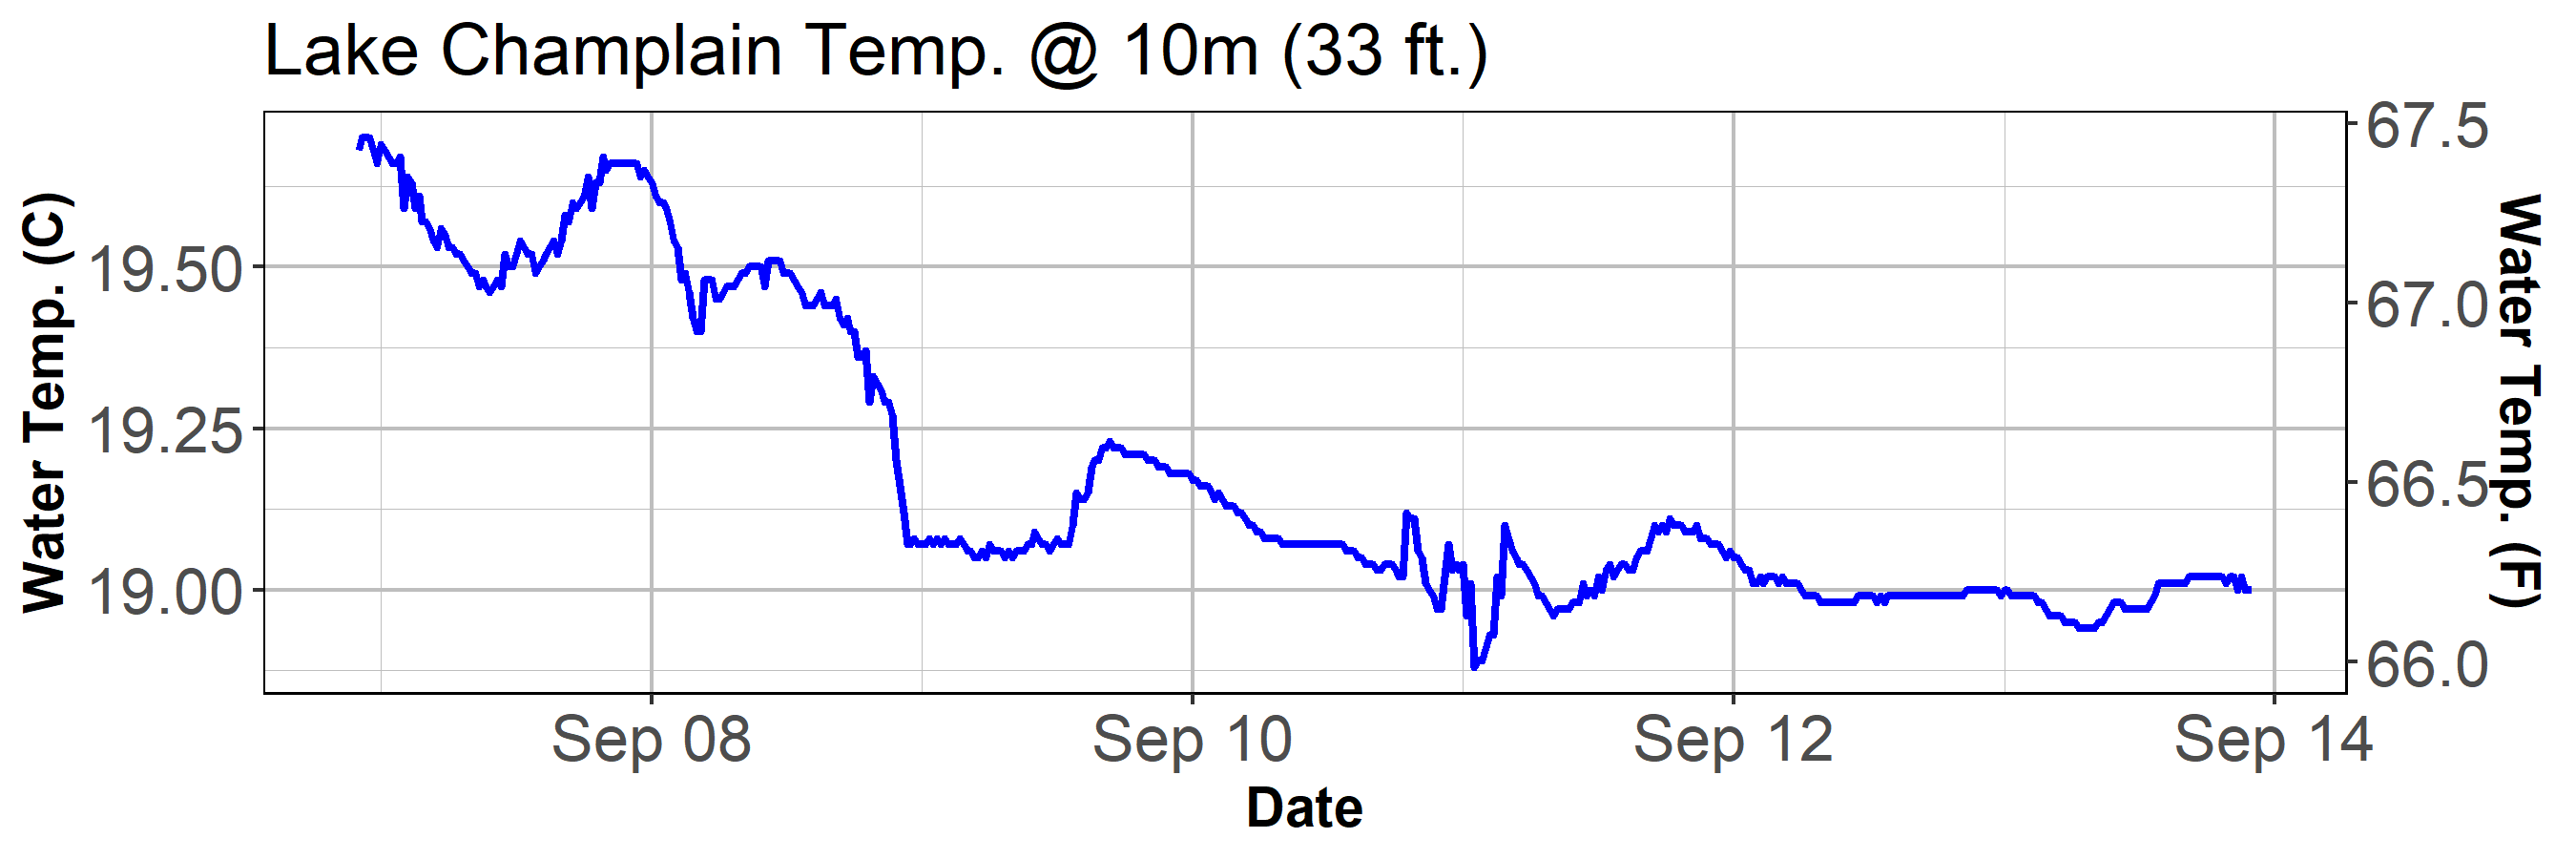 Lake Champlain Temp. @ 10m (33 ft.)
Water Temp. (C)
19.50
19.25
19.00
67.5
67.0
66.5
66.0
Water Temp. (F)
Sep 08
Sep 10
Sep 12
Sep 14
Date